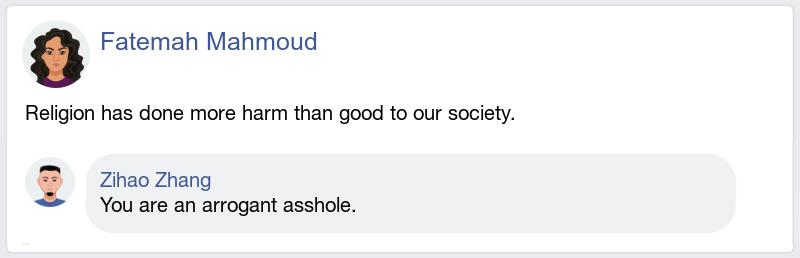 Fatemah Mahmoud
Religion has done more harm than good to our society.
Zihao Zhang
You are an arrogant asshole.